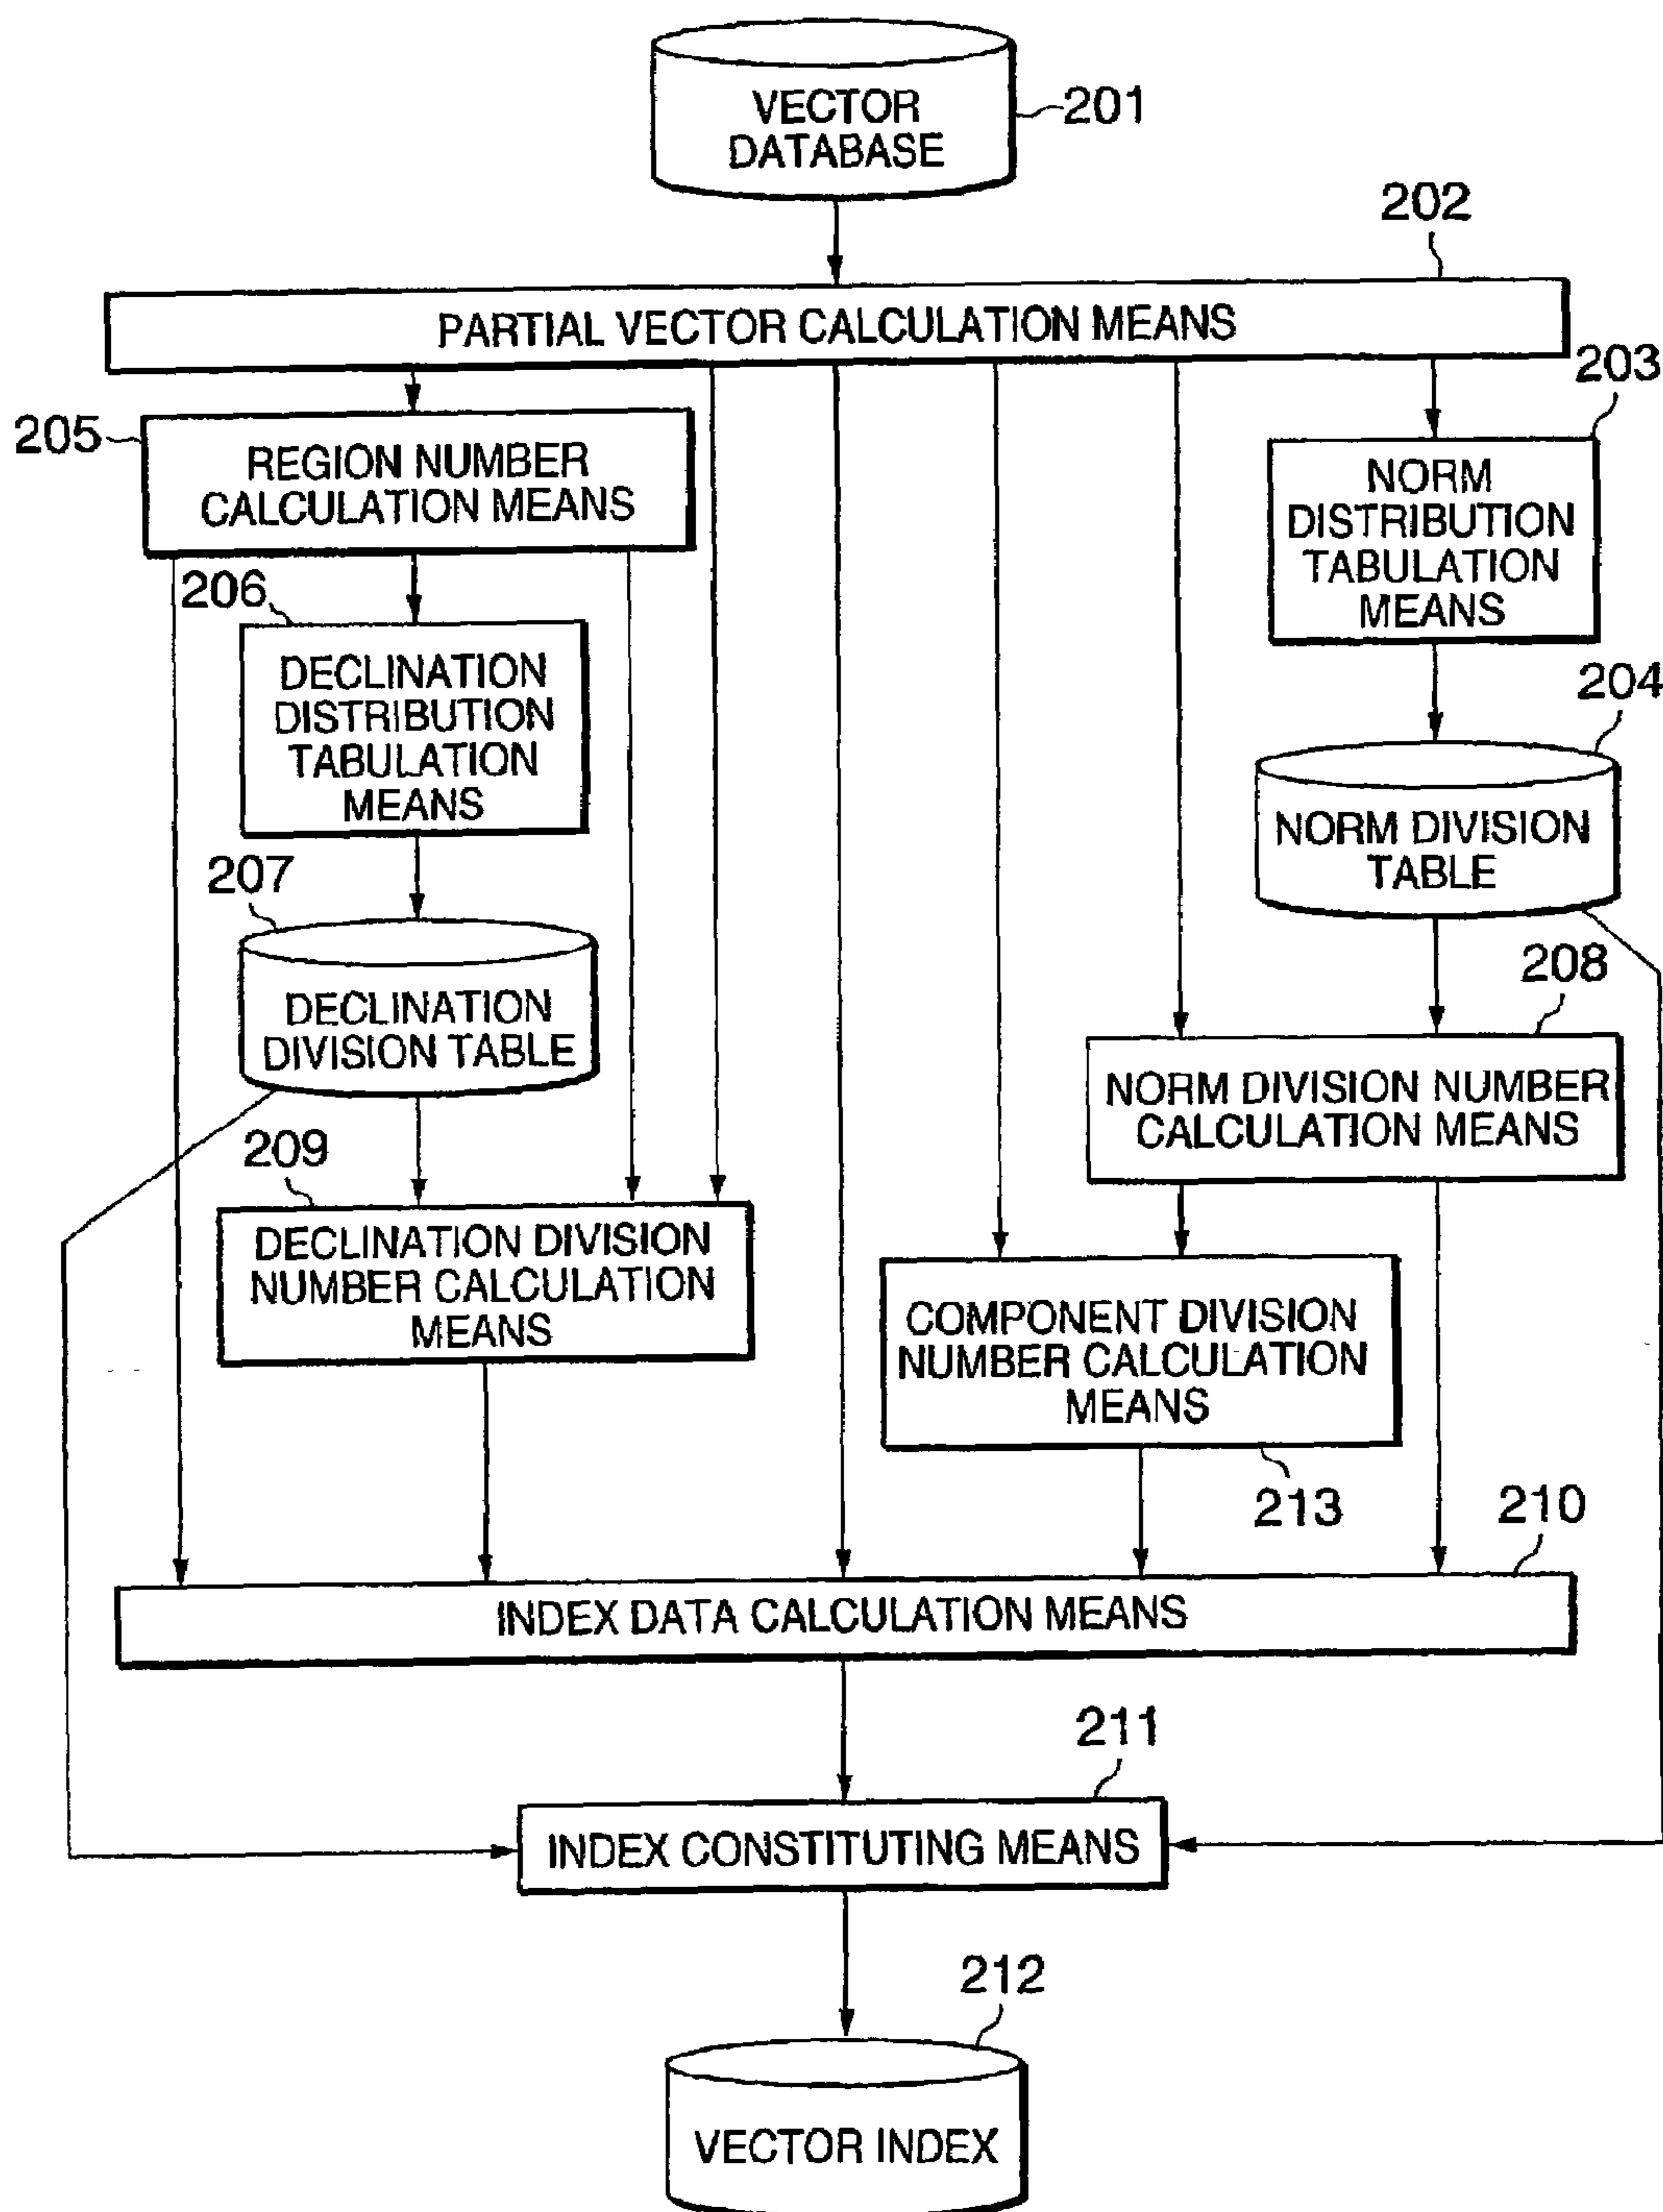 VECTOR
DATABASE
201
202
PARTIAL VECTOR CALCULATION MEANS
203
205
REGION NUMBER
CALCULATION MEANS
NORM
DISTRIBUTION
TABULATION
MEANS
206
DECLINATION
DISTRIBUTION
TABULATION
MEANS
204
NORM DIVISION
TABLE
207
DECLINATION
DIVISION TABLE
208
NORM DIVISION NUMBER
CALCULATION MEANS
209
DECLINATION DIVISION
NUMBER CALCULATION
MEANS
COMPONENT DIVISION
NUMBER CALCULATION
MEANS
213
210
INDEX DATA CALCULATION MEANS
211
INDEX CONSTITUTING MEANS
212
VECTOR INDEX